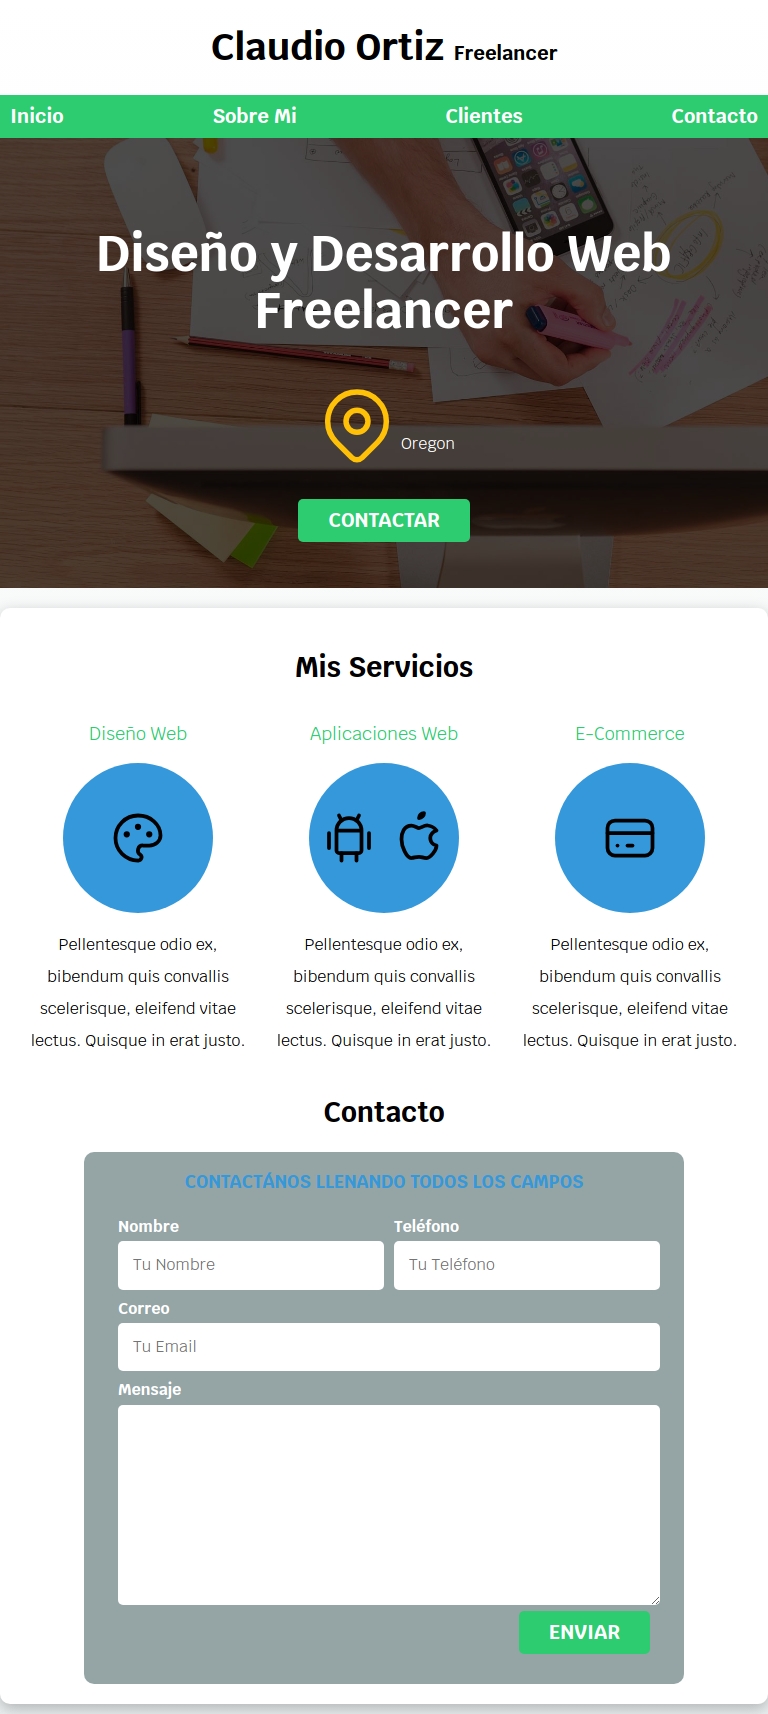 Claudio Ortiz Freelancer
Inicio Sobre Mi Clientes Contacto
Diseño y Desarrollo Web
Freelancer
Oregon
CONTACTAR
Mis Servicios
Diseño Web
Aplicaciones Web
E-Commerce
Pellentesque odio ex,
bibendum quis convallis
scelerisque, eleifend vitae
lectus. Quisque in erat justo.
Pellentesque odio ex,
bibendum quis convallis
scelerisque, eleifend vitae
lectus. Quisque in erat justo.
Pellentesque odio ex,
bibendum quis convallis
scelerisque, eleifend vitae
lectus. Quisque in erat justo.
Contacto
CONTACTÁNOS LLENANDO TODOS LOS CAMPOS
Nombre
Tu Nombre
Teléfono
Tu Teléfono
Correo
Tu Email
Mensaje
ENVIAR